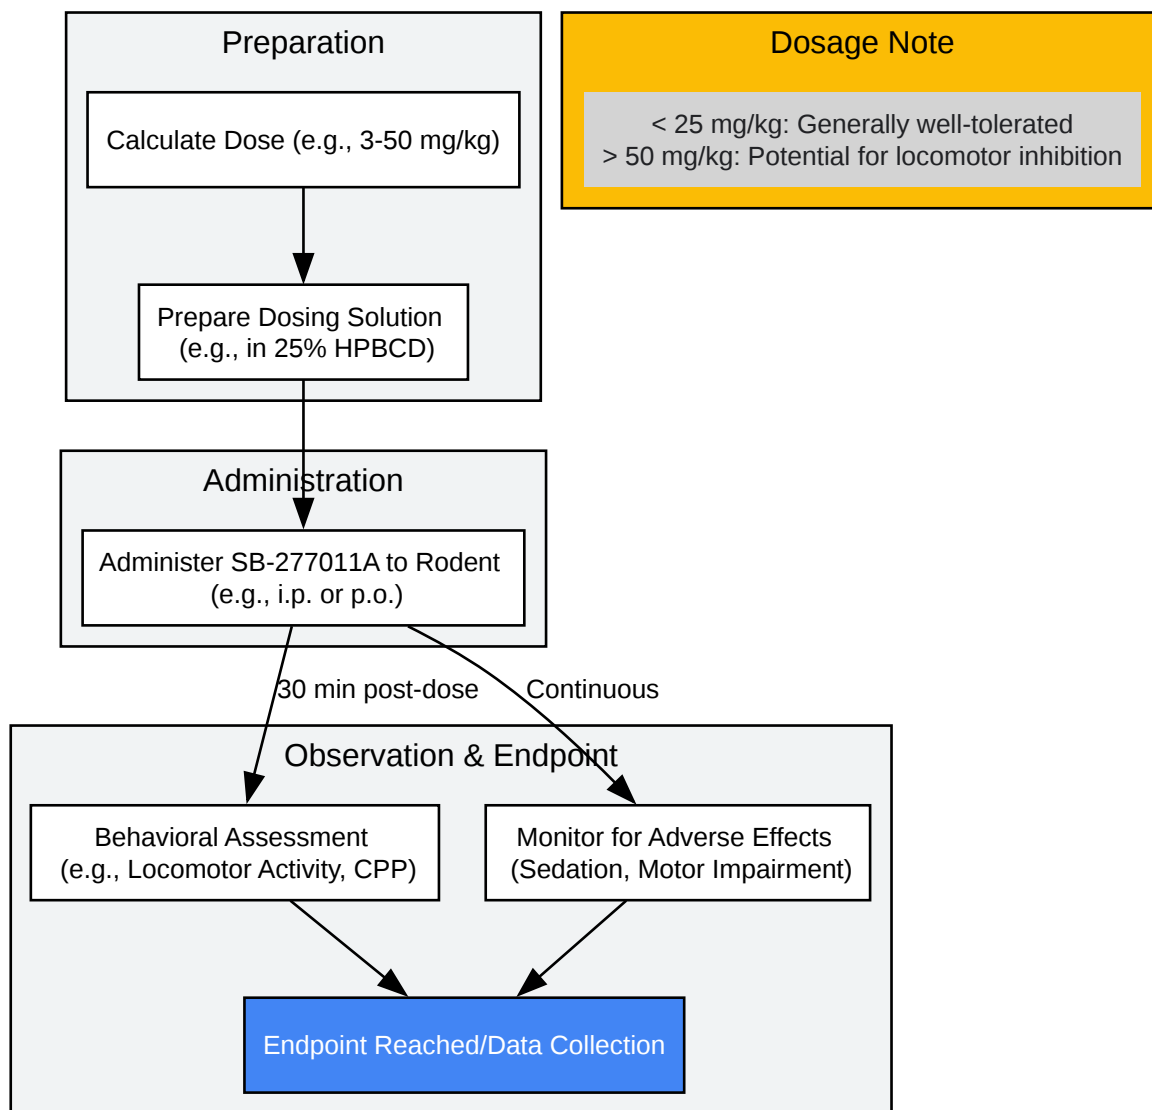 Preparation
Calculate Dose (e.g., 3-50 mg/kg)
Prepare Dosing Solution
(e.g., in 25% HPBCD)
Dosage Note
< 25 mg/kg: Generally well-tolerated
> 50 mg/kg: Potential for locomotor inhibition
Administration
Administer SB-277011A to Rodent
(e.g., i.p. or p.o.)
30 min post-dose
Continuous
Observation & Endpoint
Behavioral Assessment
(e.g., Locomotor Activity, CPP)
Monitor for Adverse Effects
(Sedation, Motor Impairment)
Endpoint Reached/Data Collection